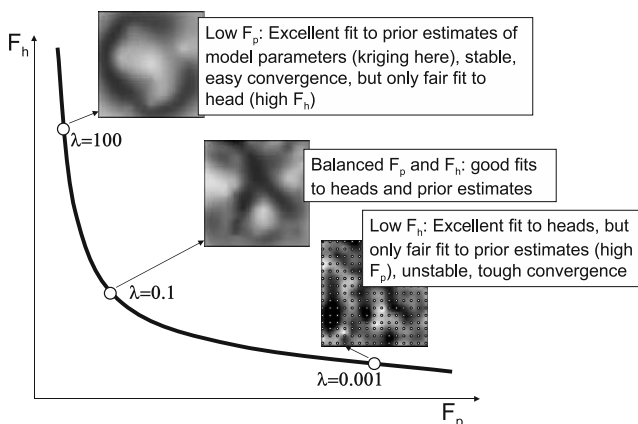 F_h
Low F_p: Excellent fit to prior estimates of
model parameters (kriging here), stable,
easy convergence, but only fair fit to
head (high F_h)
λ=100
Balanced F_p and F_h: good fits
to heads and prior estimates
Low F_h: Excellent fit to heads, but
only fair fit to prior estimates (high
F_p), unstable, tough convergence
λ=0.1
λ=0.001
F_p